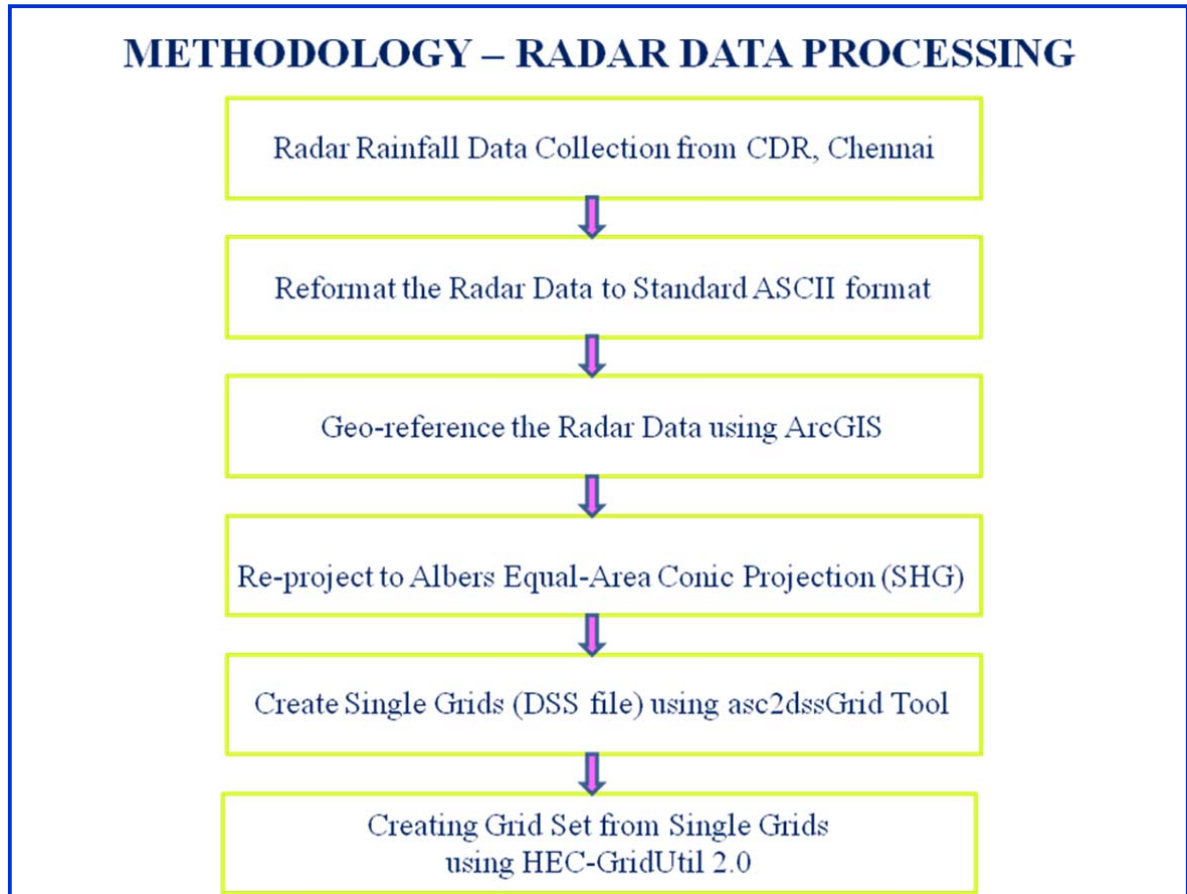 METHODOLOGY – RADAR DATA PROCESSING
Radar Rainfall Data Collection from CDR, Chennai
Reformat the Radar Data to Standard ASCII format
Geo-reference the Radar Data using ArcGIS
Re-project to Albers Equal-Area Conic Projection (SHG)
Create Single Grids (DSS file) using asc2dssGrid Tool
Creating Grid Set from Single Grids
using HEC-GridUtil 2.0